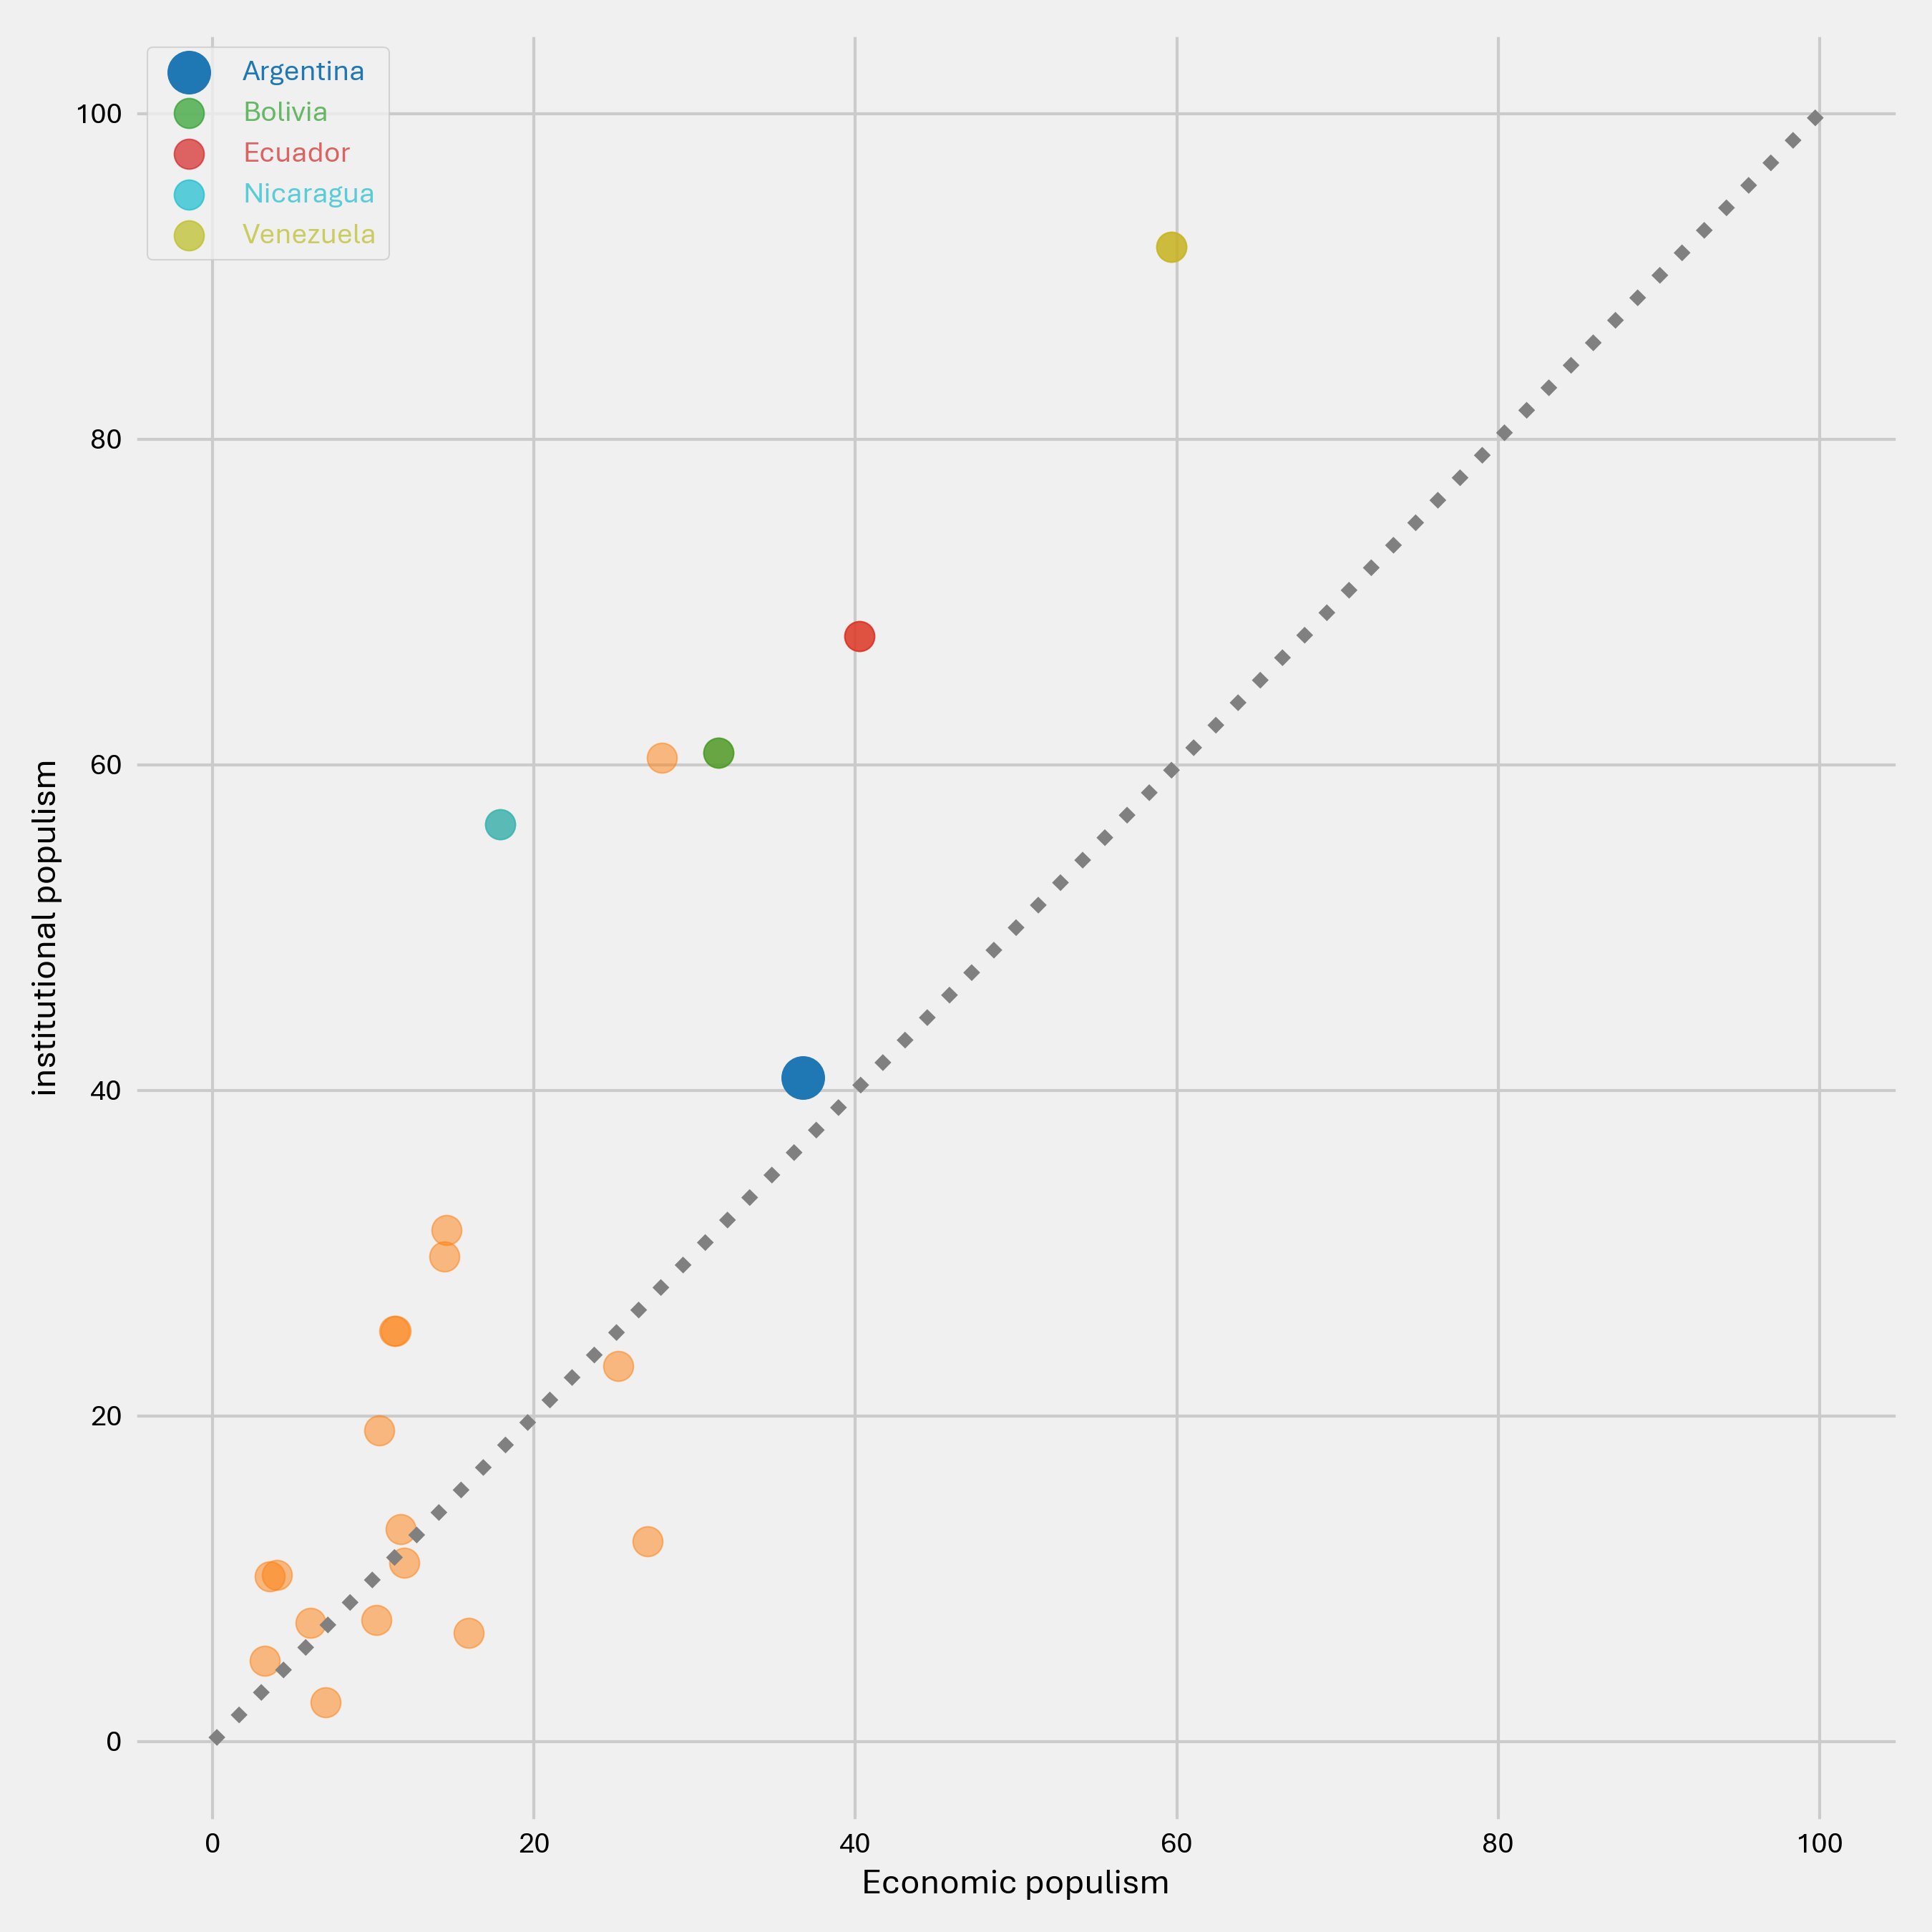 Argentina
Bolivia
Ecuador
Nicaragua
Venezuela
100
80
60
40
20
0
institutional populism
0 20 40 60 80 100
Economic populism